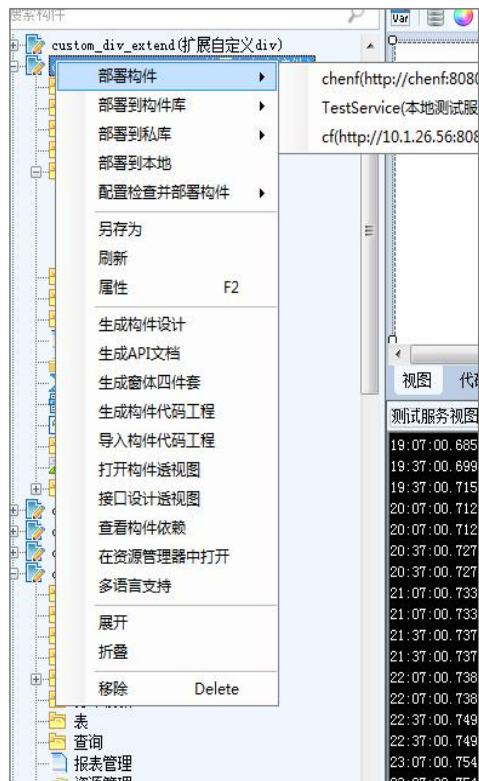 搜索构件
Var
custom_div_extend(扩展自定义div)
部署构件
chenf(http://chenf:8080
部署到构件库
TestService(本地测试服
部署到私库
cf(http://10.1.26.56:808
部署到本地
配置检查并部署构件
另存为
刷新
属性 F2
生成构件设计
生成API文档
生成窗体四件套
视图
生成构件代码工程
测试服务视图
导入构件代码工程
19:07:00.685
打开构件透视图
19:37:00.699
接口设计透视图
19:37:00.715
查看构件依赖
20:07:00.712
20:07:00.712
在资源管理器中打开
20:37:00.727
多语言支持
20:37:00.727
21:07:00.733
展开
21:07:00.733
21:37:00.737
折叠
21:37:00.737
22:07:00.738
移除 Delete
22:07:00.738
表
22:37:00.749
查询
22:37:00.749
报表管理
23:07:00.754